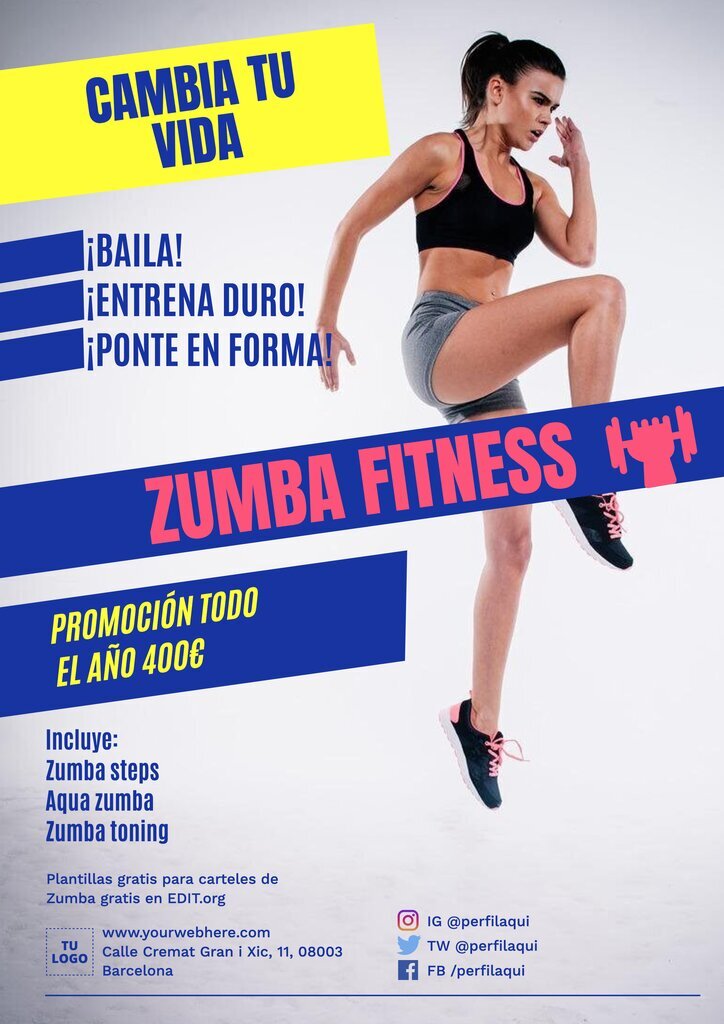 CAMBIA TU
VIDA
¡BAILA!
¡ENTRENA DURO!
¡PONTE EN FORMA!
ZUMBA FITNESS
PROMOCIÓN TODO
EL AÑO 400€
Incluye:
Zumba steps
Aqua zumba
Zumba toning
Plantillas gratis para carteles de
Zumba gratis en EDIT.org
TU
LOGO
www.yourwebhere.com
Calle Cremat Gran i Xic, 11, 08003
Barcelona
IG @perfilaqui
TW @perfilaqui
FB /perfilaqui